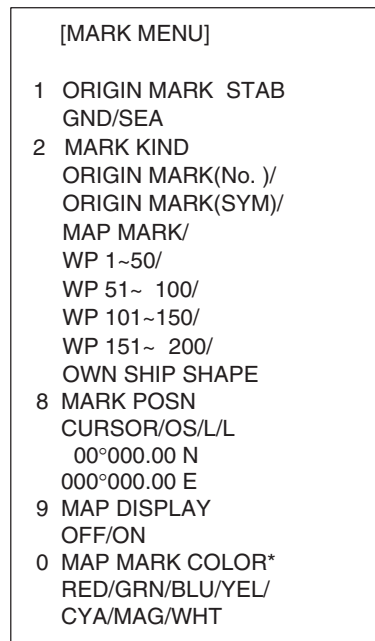 [MARK MENU]
1 ORIGIN MARK STAB
GND/SEA
2 MARK KIND
ORIGIN MARK(No. )/
ORIGIN MARK(SYM)/
MAP MARK/
WP 1~50/
WP 51~ 100/
WP 101~150/
WP 151~ 200/
OWN SHIP SHAPE
8 MARK POSN
CURSOR/OS/L/L
00°000.00 N
000°000.00 E
9 MAP DISPLAY
OFF/ON
0 MAP MARK COLOR*
RED/GRN/BLU/YEL/
CYA/MAG/WHT